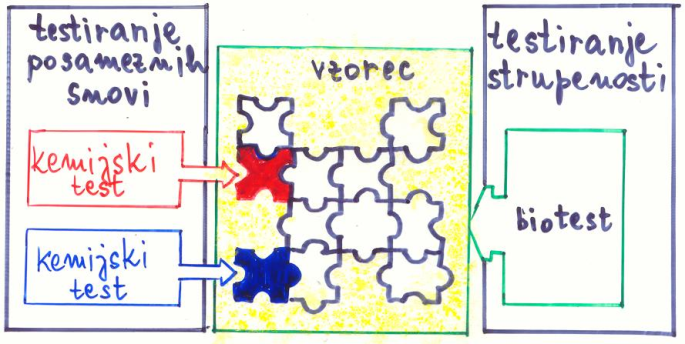 testiranje
posameznih
snovi
kemijski
test
kemijski
test
vzorec
testiranje
strupenosti
biotest